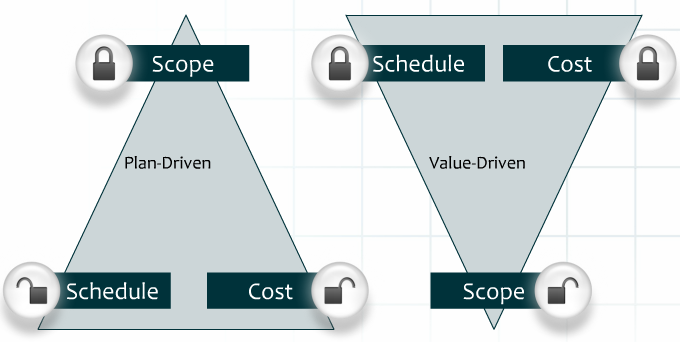 Scope
Plan-Driven
Schedule
Cost
Schedule
Cost
Value-Driven
Scope